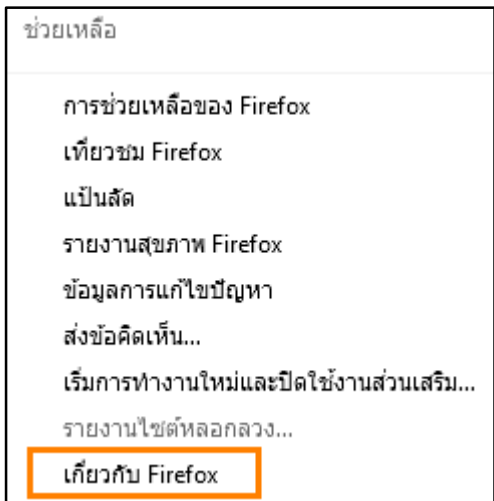 ช่วยเหลือ
การช่วยเหลือของ Firefox
เที่ยวชม Firefox
แป้นลัด
รายงานสุขภาพ Firefox
ข้อมูลการแก้ไขปัญหา
ส่งข้อคิดเห็น...
เริ่มการทำงานใหม่และปิดใช้งานส่วนเสริม...
รายงานไซต์หลอกลวง...
เกี่ยวกับ Firefox